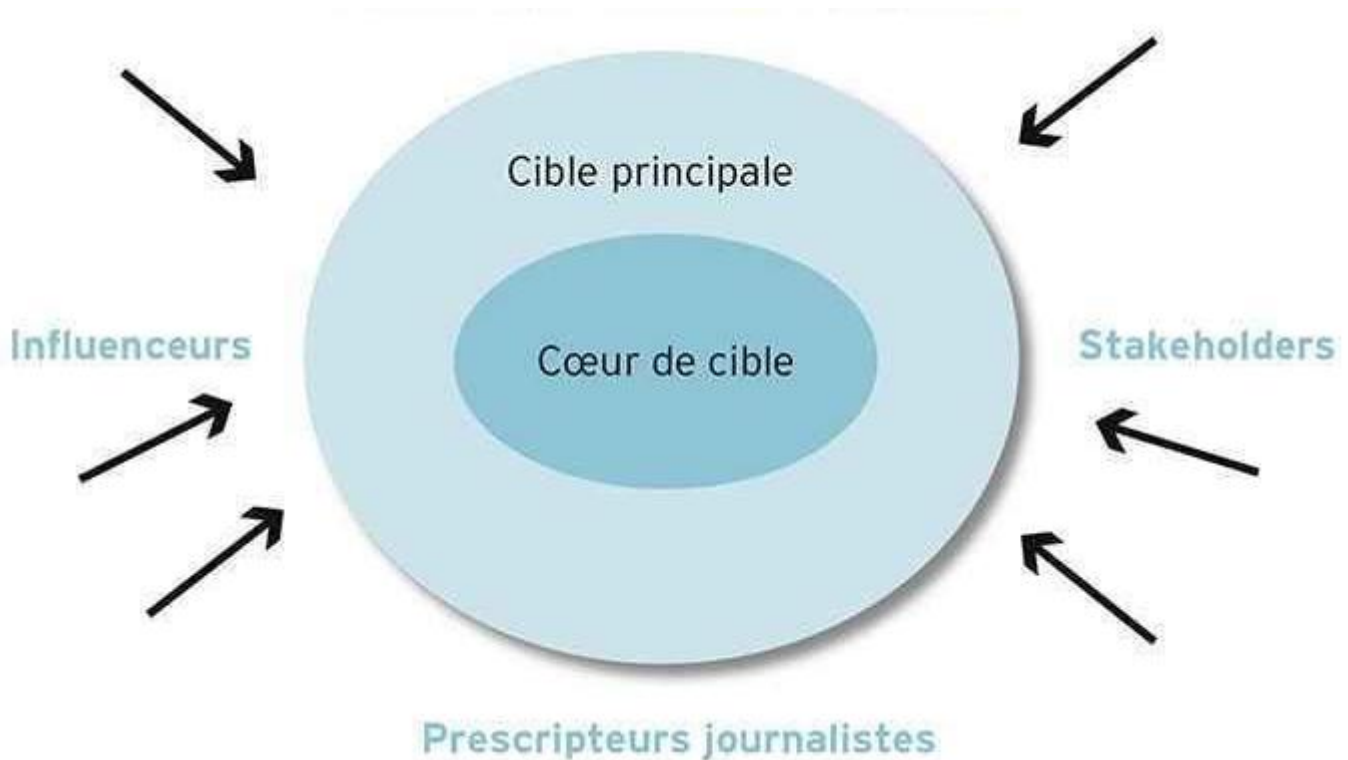 Cible principale
Influenceurs
Cœur de cible
Stakeholders
Prescripteurs journalistes